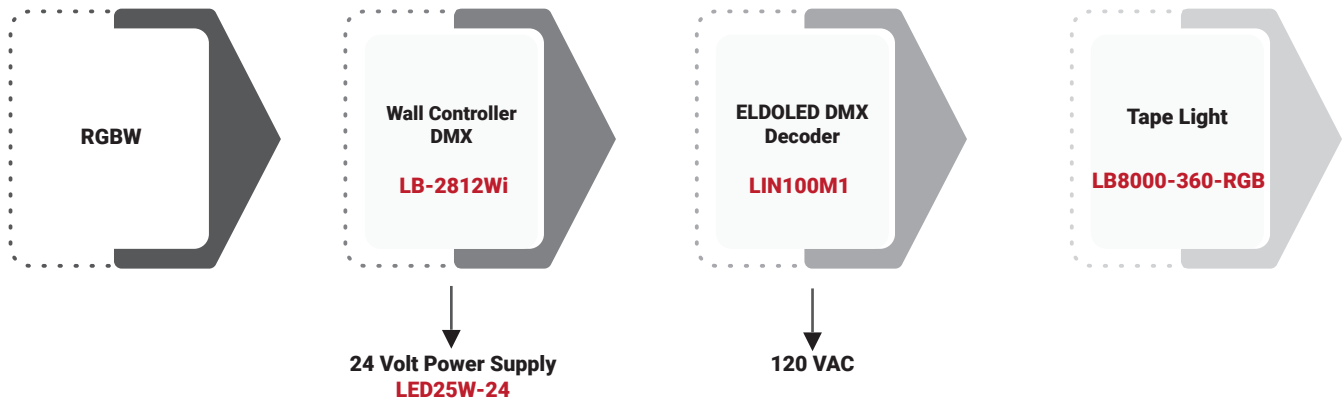 RGBW
Wall Controller
DMX
LB-2812Wi
24 Volt Power Supply
LED25W-24
ELDOLED DMX
Decoder
LIN100M1
120 VAC
Tape Light
LB8000-360-RGB